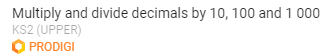 Multiply and divide decimals by 10, 100 and 1 000
KS2 (UPPER)
PRODIGI